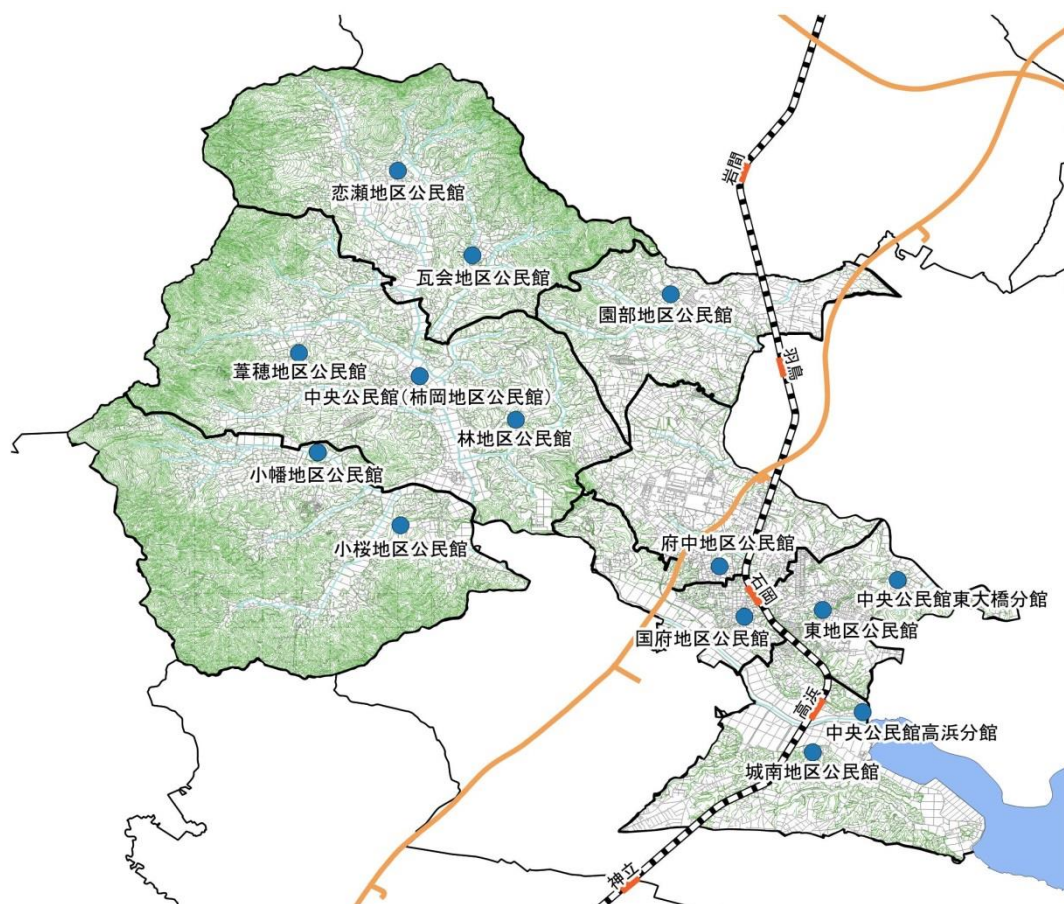 岩間
恋瀬地区公民館
瓦会地区公民館
園部地区公民館
羽鳥
葦穂地区公民館
中央公民館(柿岡地区公民館)
林地区公民館
小幡地区公民館
小桜地区公民館
府中地区公民館
石岡
中央公民館東大橋分館
国府地区公民館
東地区公民館
高浜
中央公民館高浜分館
城南地区公民館
神立